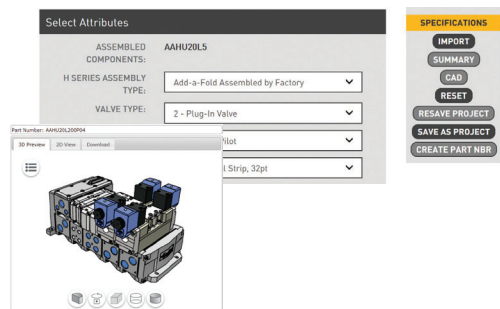 Select Attributes
ASSEMBLED
COMPONENTS:
AAHU20L5
H SERIES ASSEMBLY
TYPE:
Add-a-Fold Assembled by Factory
VALVE TYPE:
2 - Plug-In Valve
Pilot
l Strip, 32pt
Part Number: AAHU20L200P04
3D Preview
2D View
Download
SPECIFICATIONS
IMPORT
SUMMARY
CAD
RESET
RESAVE PROJECT
SAVE AS PROJECT
CREATE PART NBR